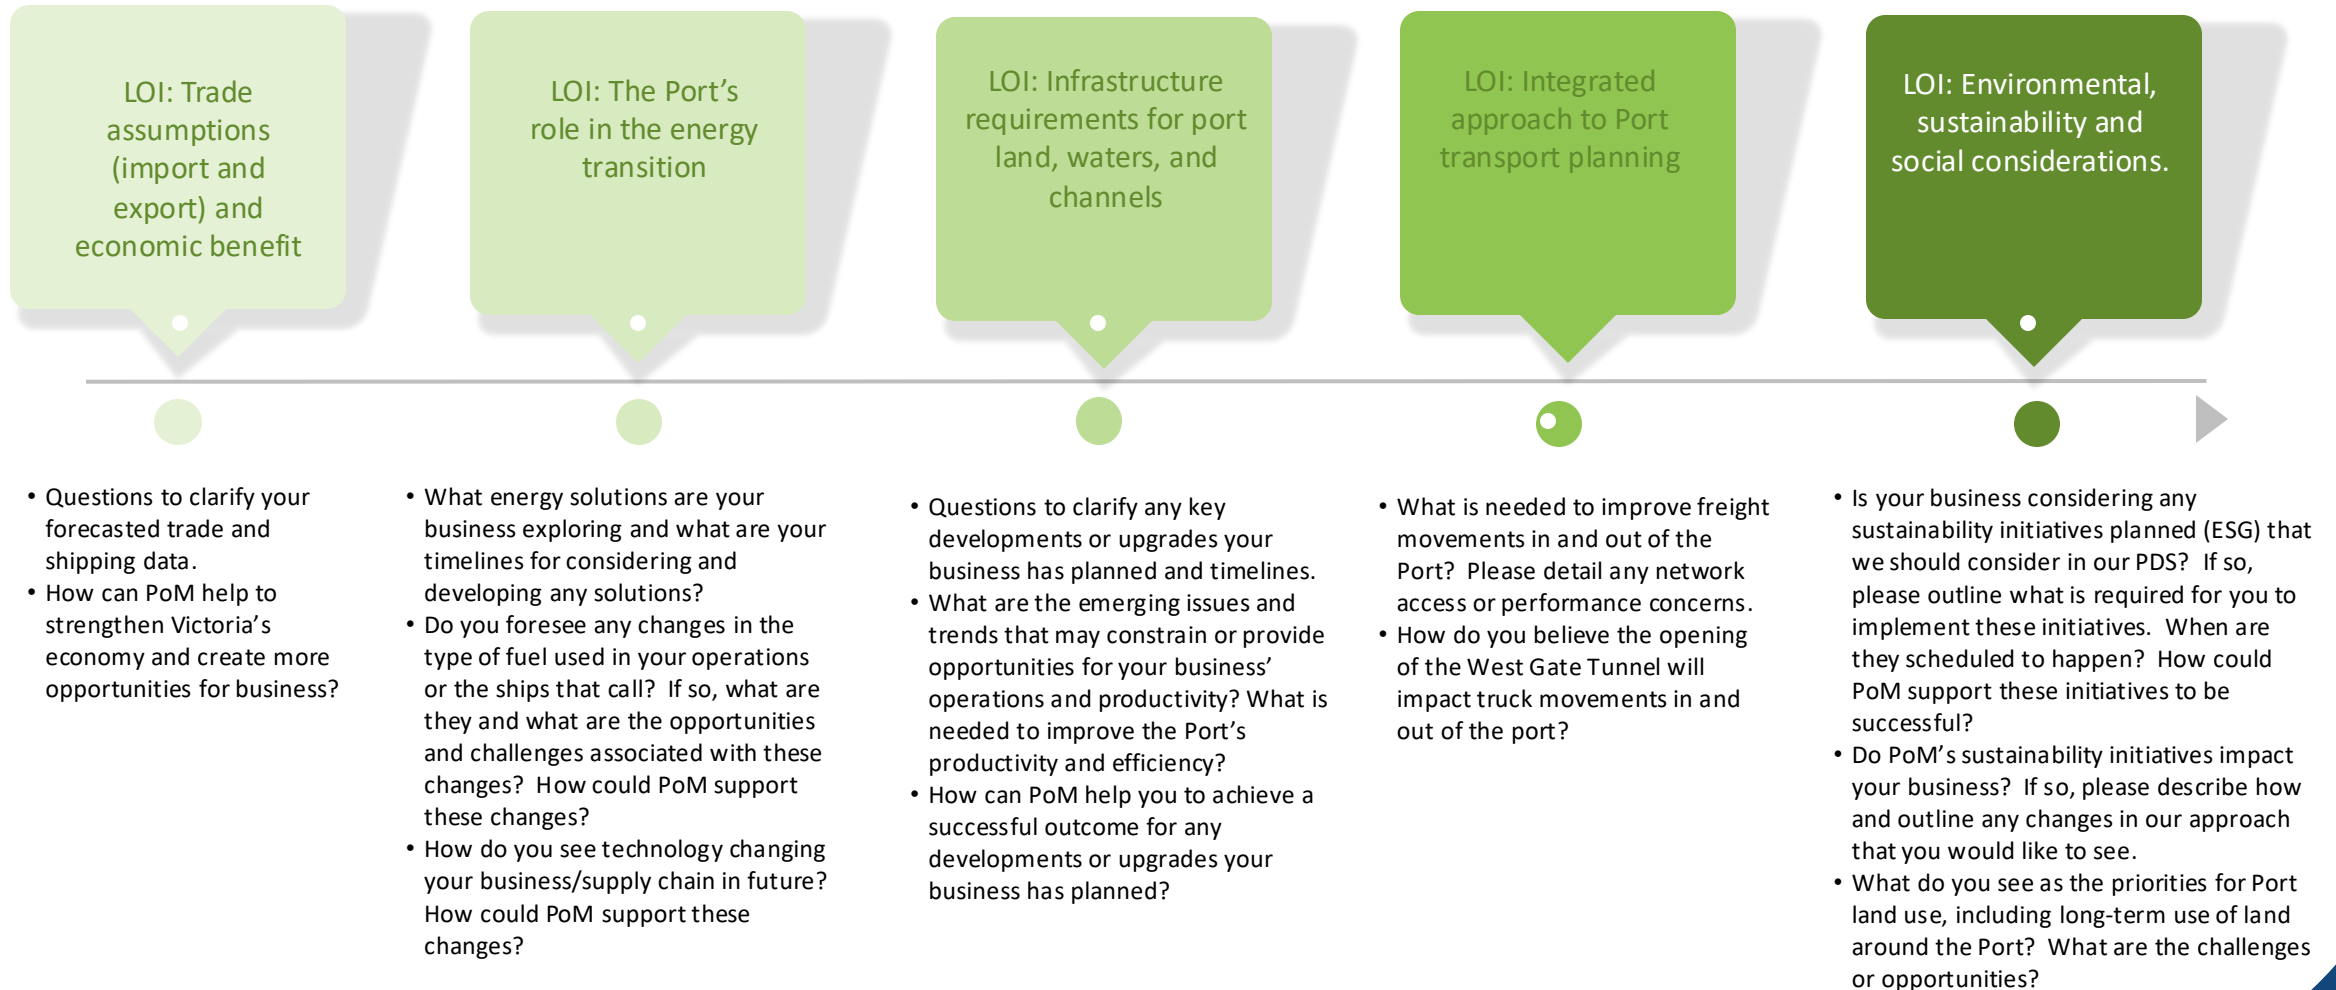 LOI: Trade
assumptions
(import and
export) and
economic benefit
LOI: The Port’s
role in the energy
transition
LOI: Infrastructure
requirements for port
land, waters, and
channels
LOI: Integrated
approach to Port
transport planning
LOI: Environmental,
sustainability and
social considerations.
• Questions to clarify your
forecasted trade and
shipping data.
• How can PoM help to
strengthen Victoria’s
economy and create more
opportunities for business?
• What energy solutions are your
business exploring and what are your
timelines for considering and
developing any solutions?
• Do you foresee any changes in the
type of fuel used in your operations
or the ships that call?  If so, what are
they and what are the opportunities
and challenges associated with these
changes?  How could PoM support
these changes?
• How do you see technology changing
your business/supply chain in future?
How could PoM support these
changes?
• Questions to clarify any key
developments or upgrades your
business has planned and timelines.
• What are the emerging issues and
trends that may constrain or provide
opportunities for your business’
operations and productivity? What is
needed to improve the Port’s
productivity and efficiency?
• How can PoM help you to achieve a
successful outcome for any
developments or upgrades your
business has planned?
• What is needed to improve freight
movements in and out of the
Port?  Please detail any network
access or performance concerns.
• How do you believe the opening
of the West Gate Tunnel will
impact truck movements in and
out of the port?
• Is your business considering any
sustainability initiatives planned (ESG) that
we should consider in our PDS?  If so,
please outline what is required for you to
implement these initiatives.  When are
they scheduled to happen?  How could
PoM support these initiatives to be
successful?
• Do PoM’s sustainability initiatives impact
your business?  If so, please describe how
and outline any changes in our approach
that you would like to see.
• What do you see as the priorities for Port
land use, including long-term use of land
around the Port?  What are the challenges
or opportunities?